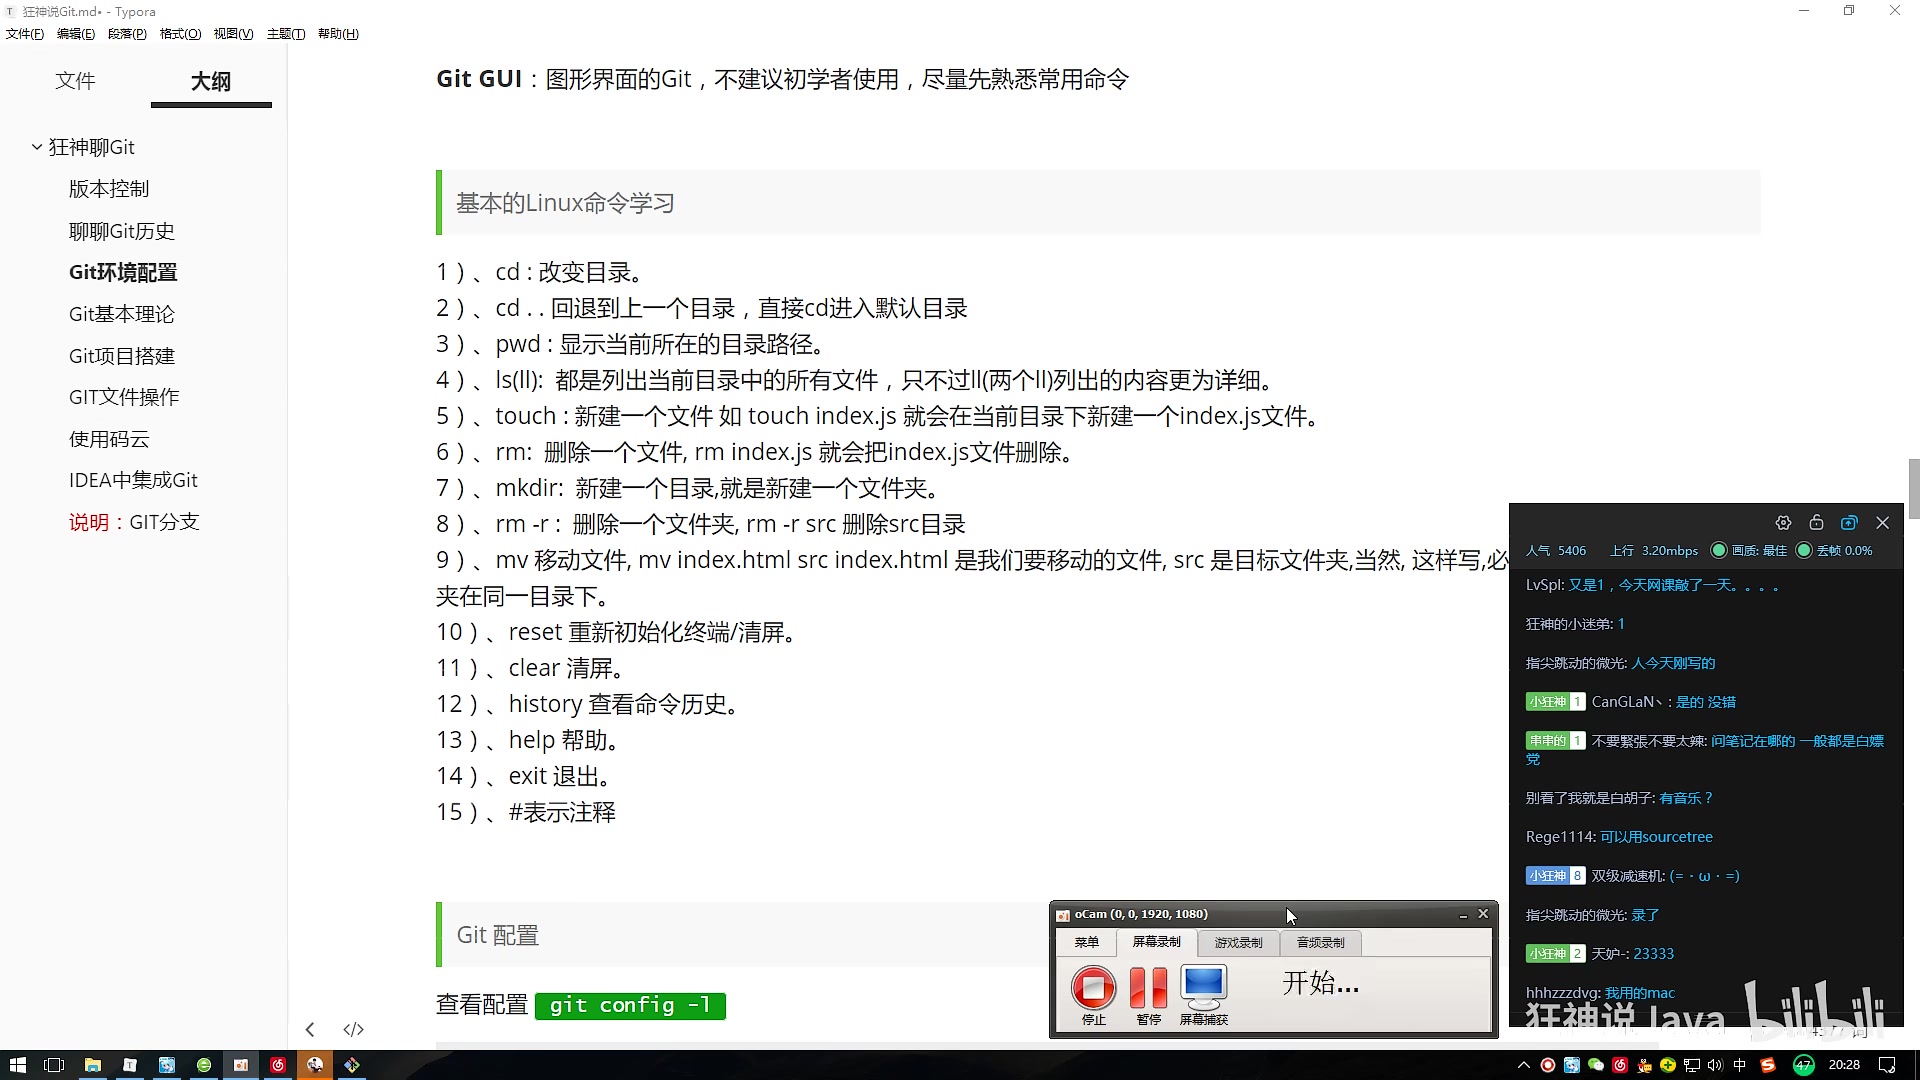 狂神说Git.md• - Typora
文件(F) 编辑(E) 段落(P) 格式(O) 视图(V) 主题(T) 帮助(H)
文件 大纲
狂神聊Git
版本控制
聊聊Git历史
Git环境配置
Git基本理论
Git项目搭建
GIT文件操作
使用码云
IDEA中集成Git
说明：GIT分支
Git GUI：图形界面的Git，不建议初学者使用，尽量先熟悉常用命令
基本的Linux命令学习
1）、cd : 改变目录。
2）、cd . . 回退到上一个目录，直接cd进入默认目录
3）、pwd : 显示当前所在的目录路径。
4）、ls(ll): 都是列出当前目录中的所有文件，只不过ll(两个ll)列出的内容更为详细。
5）、touch : 新建一个文件 如 touch index.js 就会在当前目录下新建一个index.js文件。
6）、rm: 删除一个文件, rm index.js 就会把index.js文件删除。
7）、mkdir: 新建一个目录,就是新建一个文件夹。
8）、rm -r : 删除一个文件夹, rm -r src 删除src目录
9）、mv 移动文件, mv index.html src index.html 是我们要移动的文件, src 是目标文件夹,当然, 这样写,必
夹在同一目录下。
10）、reset 重新初始化终端/清屏。
11）、clear 清屏。
12）、history 查看命令历史。
13）、help 帮助。
14）、exit 退出。
15）、#表示注释
Git 配置
查看配置 git config -l
oCam (0, 0, 1920, 1080)
菜单 屏幕录制 游戏录制 音频录制
开始...
停止 暂停 屏幕捕获
人气 5406 上行 3.20mbps 画质: 最佳 丢帧 0.0%
LvSpl: 又是1，今天网课敲了一天。。。。
狂神的小迷弟: 1
指尖跳动的微光: 人今天刚写的
小狂神 1 CanGLaN丶: 是的 没错
串串的 1 不要緊張不要太辣: 问笔记在哪的 一般都是白嫖
党
别看了我就是白胡子: 有音乐？
Rege1114: 可以用sourcetree
小狂神 8 双级减速机: (=・ω・=)
指尖跳动的微光: 录了
小狂神 2 天妒-: 23333
hhhzzzdvg: 我用的mac
狂神说 Java bilibili
中 47 20:28